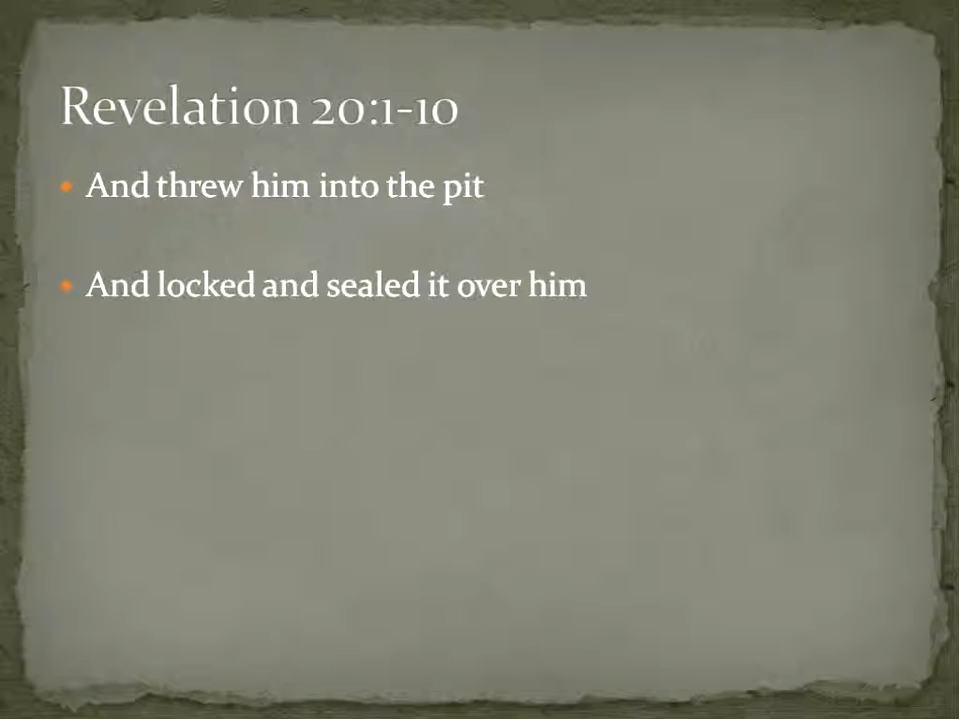 Revelation 20:1-10
• And threw him into the pit
• And locked and sealed it over him